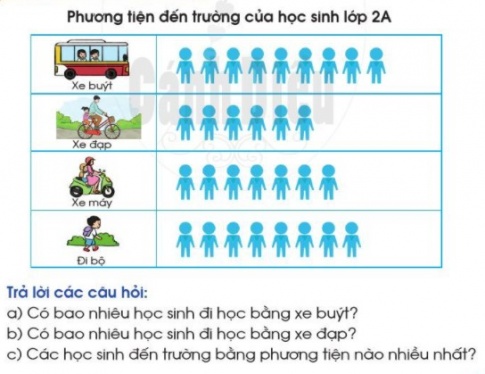 Phương tiện đến trường của học sinh lớp 2A
Cánh Diều
Xe buýt
Xe đạp
Xe máy
Đi bộ
Trả lời các câu hỏi:
a) Có bao nhiêu học sinh đi học bằng xe buýt?
b) Có bao nhiêu học sinh đi học bằng xe đạp?
c) Các học sinh đến trường bằng phương tiện nào nhiều nhất?